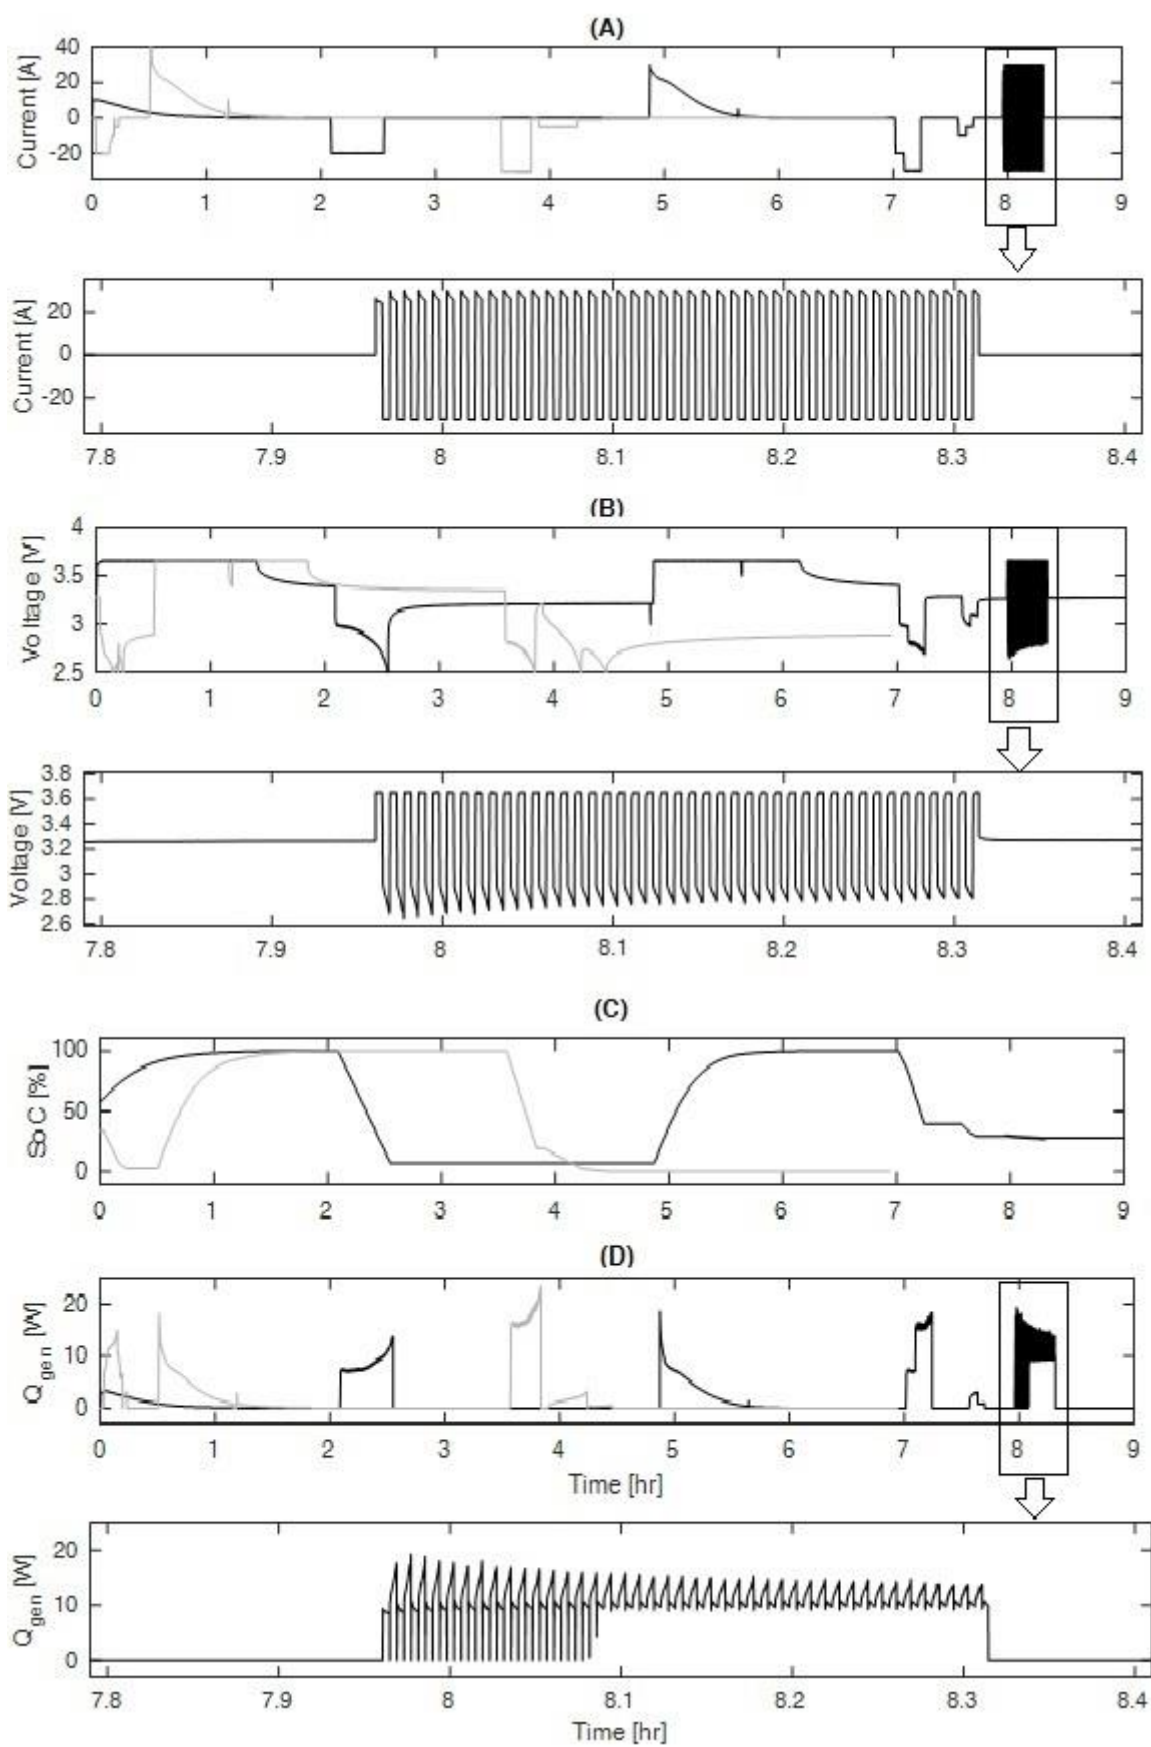 (A)
Current [A]
40
20
0
-20
0 1 2 3 4 5 6 7 8 9
Current [A]
20
0
-20
7.8 7.9 8 8.1 8.2 8.3 8.4
(B)
Voltage [V]
4
3.5
3
2.5
0 1 2 3 4 5 6 7 8 9
Voltage [V]
3.8
3.6
3.4
3.2
3
2.8
2.6
7.8 7.9 8 8.1 8.2 8.3 8.4
(C)
SoC [%]
100
50
0
0 1 2 3 4 5 6 7 8 9
(D)
Qgen [W]
20
10
0
0 1 2 3 4 5 6 7 8 9
Time [hr]
Qgen [W]
20
10
0
7.8 7.9 8 8.1 8.2 8.3 8.4
Time [hr]